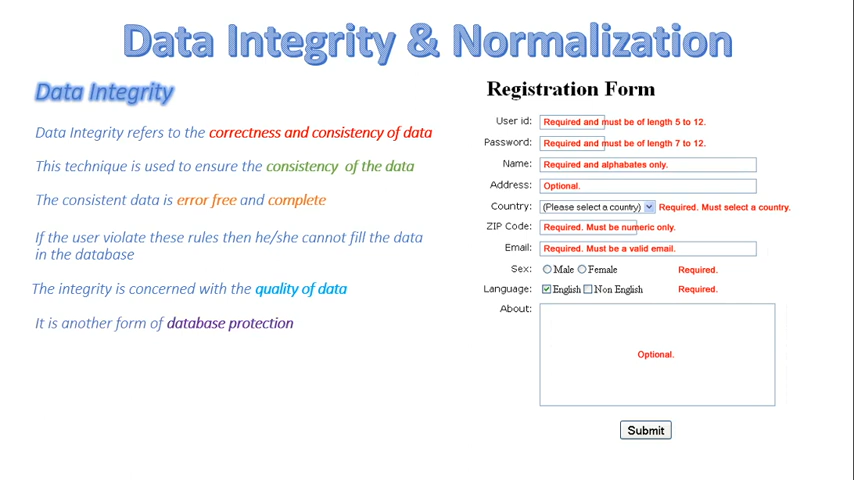 Data Integrity & Normalization
Data Integrity
Data Integrity refers to the correctness and consistency of data
This technique is used to ensure the consistency of the data
The consistent data is error free and complete
If the user violate these rules then he/she cannot fill the data
in the database
The integrity is concerned with the quality of data
It is another form of database protection
Registration Form
User id: Required and must be of length 5 to 12.
Password: Required and must be of length 7 to 12.
Name: Required and alphabates only.
Address: Optional.
Country: (Please select a country) Required. Must select a country.
ZIP Code: Required. Must be numeric only.
Email: Required. Must be a valid email.
Sex: Male Female Required.
Language: English Non English Required.
About:
Optional.
Submit